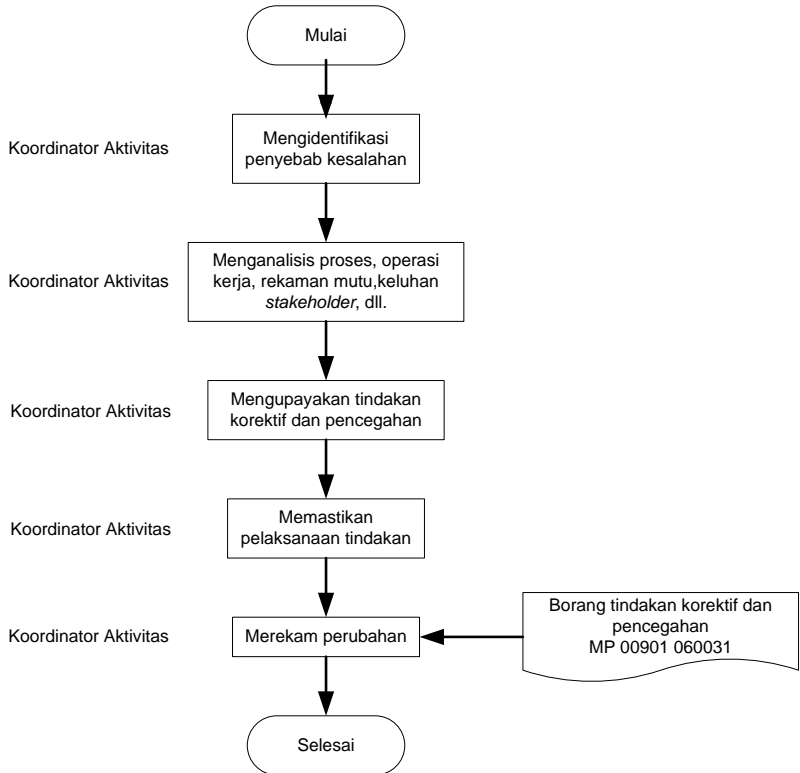 Mulai
Koordinator Aktivitas
Mengidentifikasi
penyebab kesalahan
Koordinator Aktivitas
Menganalisis proses, operasi
kerja, rekaman mutu,keluhan
stakeholder, dll.
Koordinator Aktivitas
Mengupayakan tindakan
korektif dan pencegahan
Koordinator Aktivitas
Memastikan
pelaksanaan tindakan
Koordinator Aktivitas
Merekam perubahan
Borang tindakan korektif dan
pencegahan
MP 00901 060031
Selesai